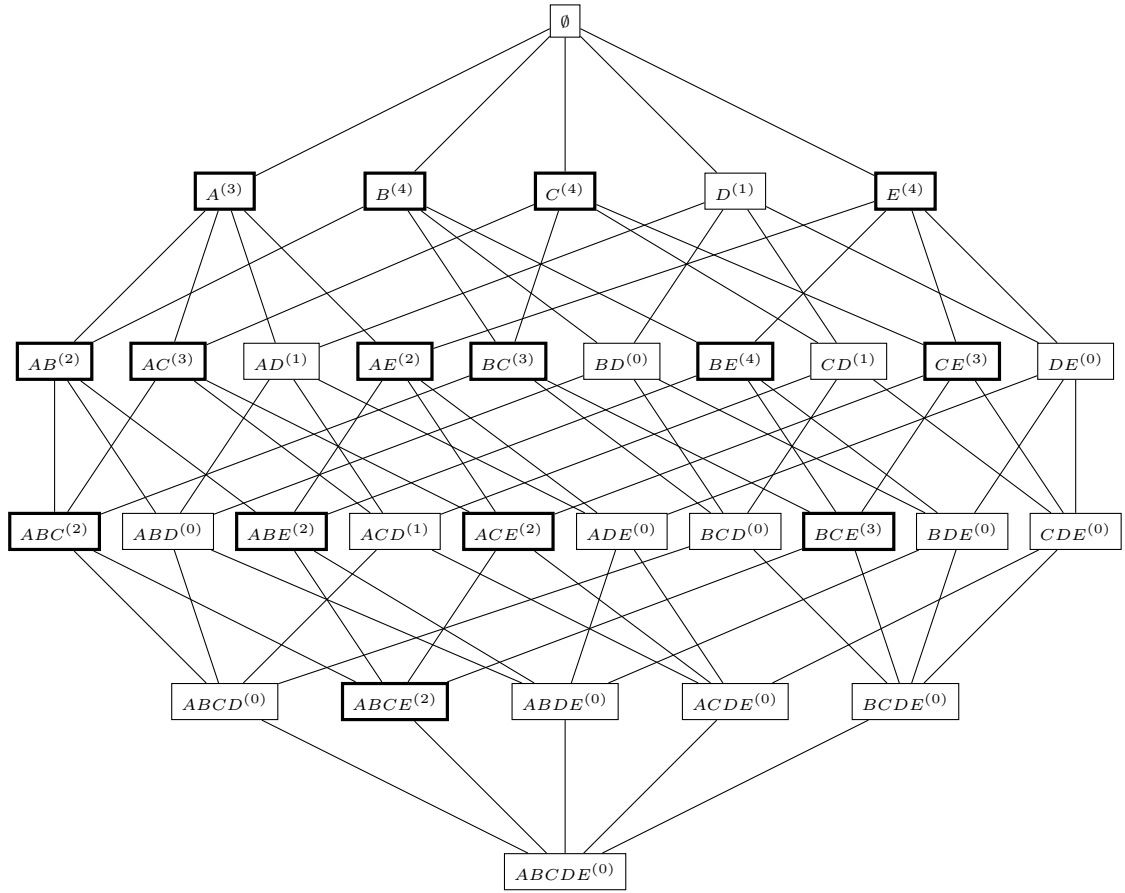 ∅
A⁽³⁾ B⁽⁴⁾ C⁽⁴⁾ D⁽¹⁾ E⁽⁴⁾
AB⁽²⁾ AC⁽³⁾ AD⁽¹⁾ AE⁽²⁾ BC⁽³⁾ BD⁽⁰⁾ BE⁽⁴⁾ CD⁽¹⁾ CE⁽³⁾ DE⁽⁰⁾
ABC⁽²⁾ ABD⁽⁰⁾ ABE⁽²⁾ ACD⁽¹⁾ ACE⁽²⁾ ADE⁽⁰⁾ BCD⁽⁰⁾ BCE⁽³⁾ BDE⁽⁰⁾ CDE⁽⁰⁾
ABCD⁽⁰⁾ ABCE⁽²⁾ ABDE⁽⁰⁾ ACDE⁽⁰⁾ BCDE⁽⁰⁾
ABCDE⁽⁰⁾